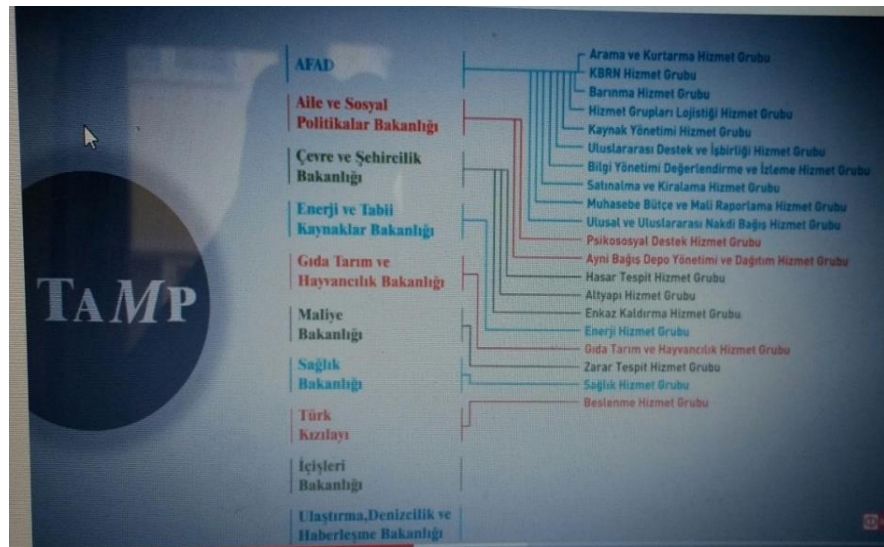 TAMP
AFAD
Aile ve Sosyal
Politikalar Bakanlığı
Çevre ve Şehircilik
Bakanlığı
Enerji ve Tabii
Kaynaklar Bakanlığı
Gıda Tarım ve
Hayvancılık Bakanlığı
Maliye
Bakanlığı
Sağlık
Bakanlığı
Türk
Kızılayı
İçişleri
Bakanlığı
Ulaştırma,Denizcilik ve
Haberleşme Bakanlığı
Arama ve Kurtarma Hizmet Grubu
KBRN Hizmet Grubu
Barınma Hizmet Grubu
Hizmet Grupları Lojistiği Hizmet Grubu
Kaynak Yönetimi Hizmet Grubu
Uluslararası Destek ve İşbirliği Hizmet Grubu
Bilgi Yönetimi Değerlendirme ve İzleme Hizmet Grubu
Satınalma ve Kiralama Hizmet Grubu
Muhasebe Bütçe ve Mali Raporlama Hizmet Grubu
Ulusal ve Uluslararası Nakdi Bağış Hizmet Grubu
Psikososyal Destek Hizmet Grubu
Ayni Bağış Depo Yönetimi ve Dağıtım Hizmet Grubu
Hasar Tespit Hizmet Grubu
Altyapı Hizmet Grubu
Enkaz Kaldırma Hizmet Grubu
Enerji Hizmet Grubu
Gıda Tarım ve Hayvancılık Hizmet Grubu
Zarar Tespit Hizmet Grubu
Sağlık Hizmet Grubu
Beslenme Hizmet Grubu